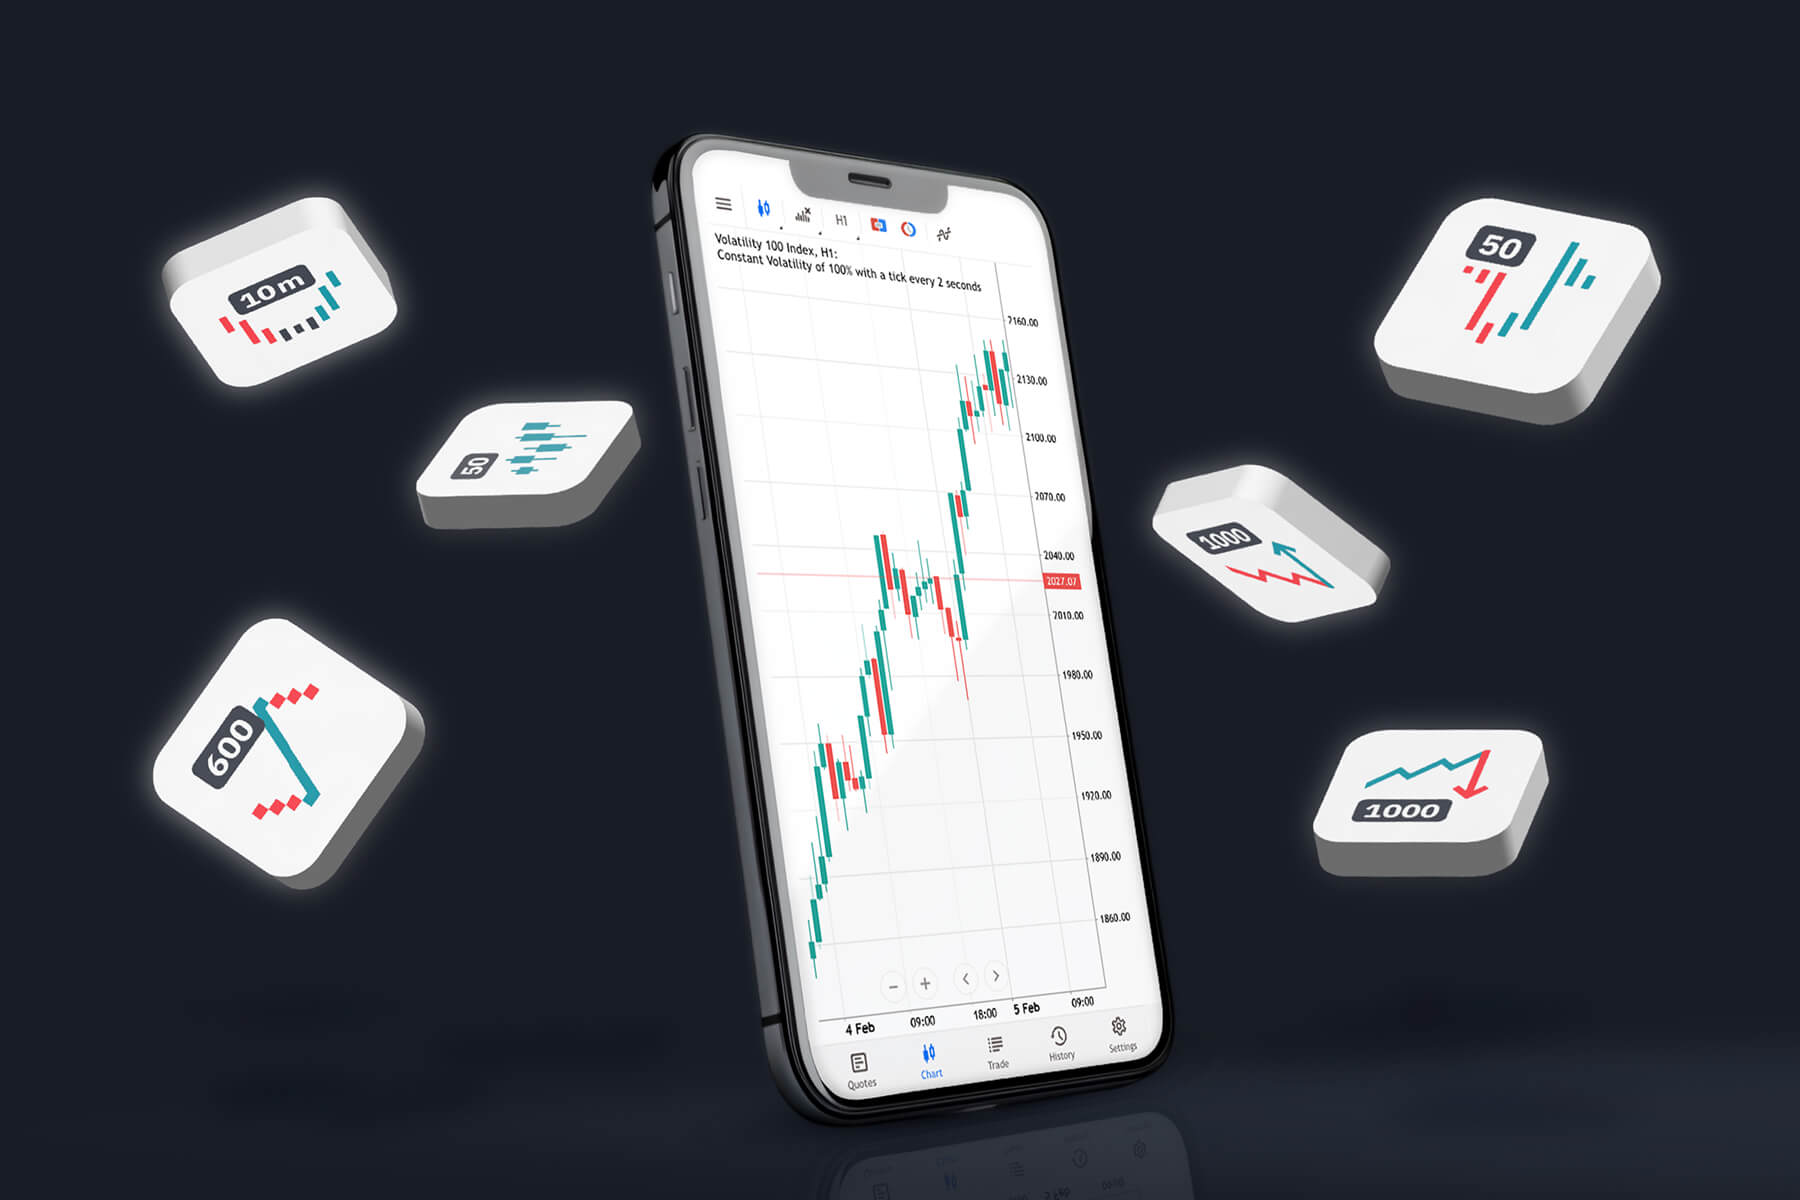 H1
Volatility 100 Index, H1:
Constant Volatility of 100% with a tick every 2 seconds
2160.00
2130.00
2100.00
2070.00
2040.00
2027.07
2010.00
1980.00
1950.00
1920.00
1890.00
1860.00
4 Feb
09:00
18:00
5 Feb
09:00
Quotes
Chart
Trade
History
Settings
10m
50
600
50
1000
1000